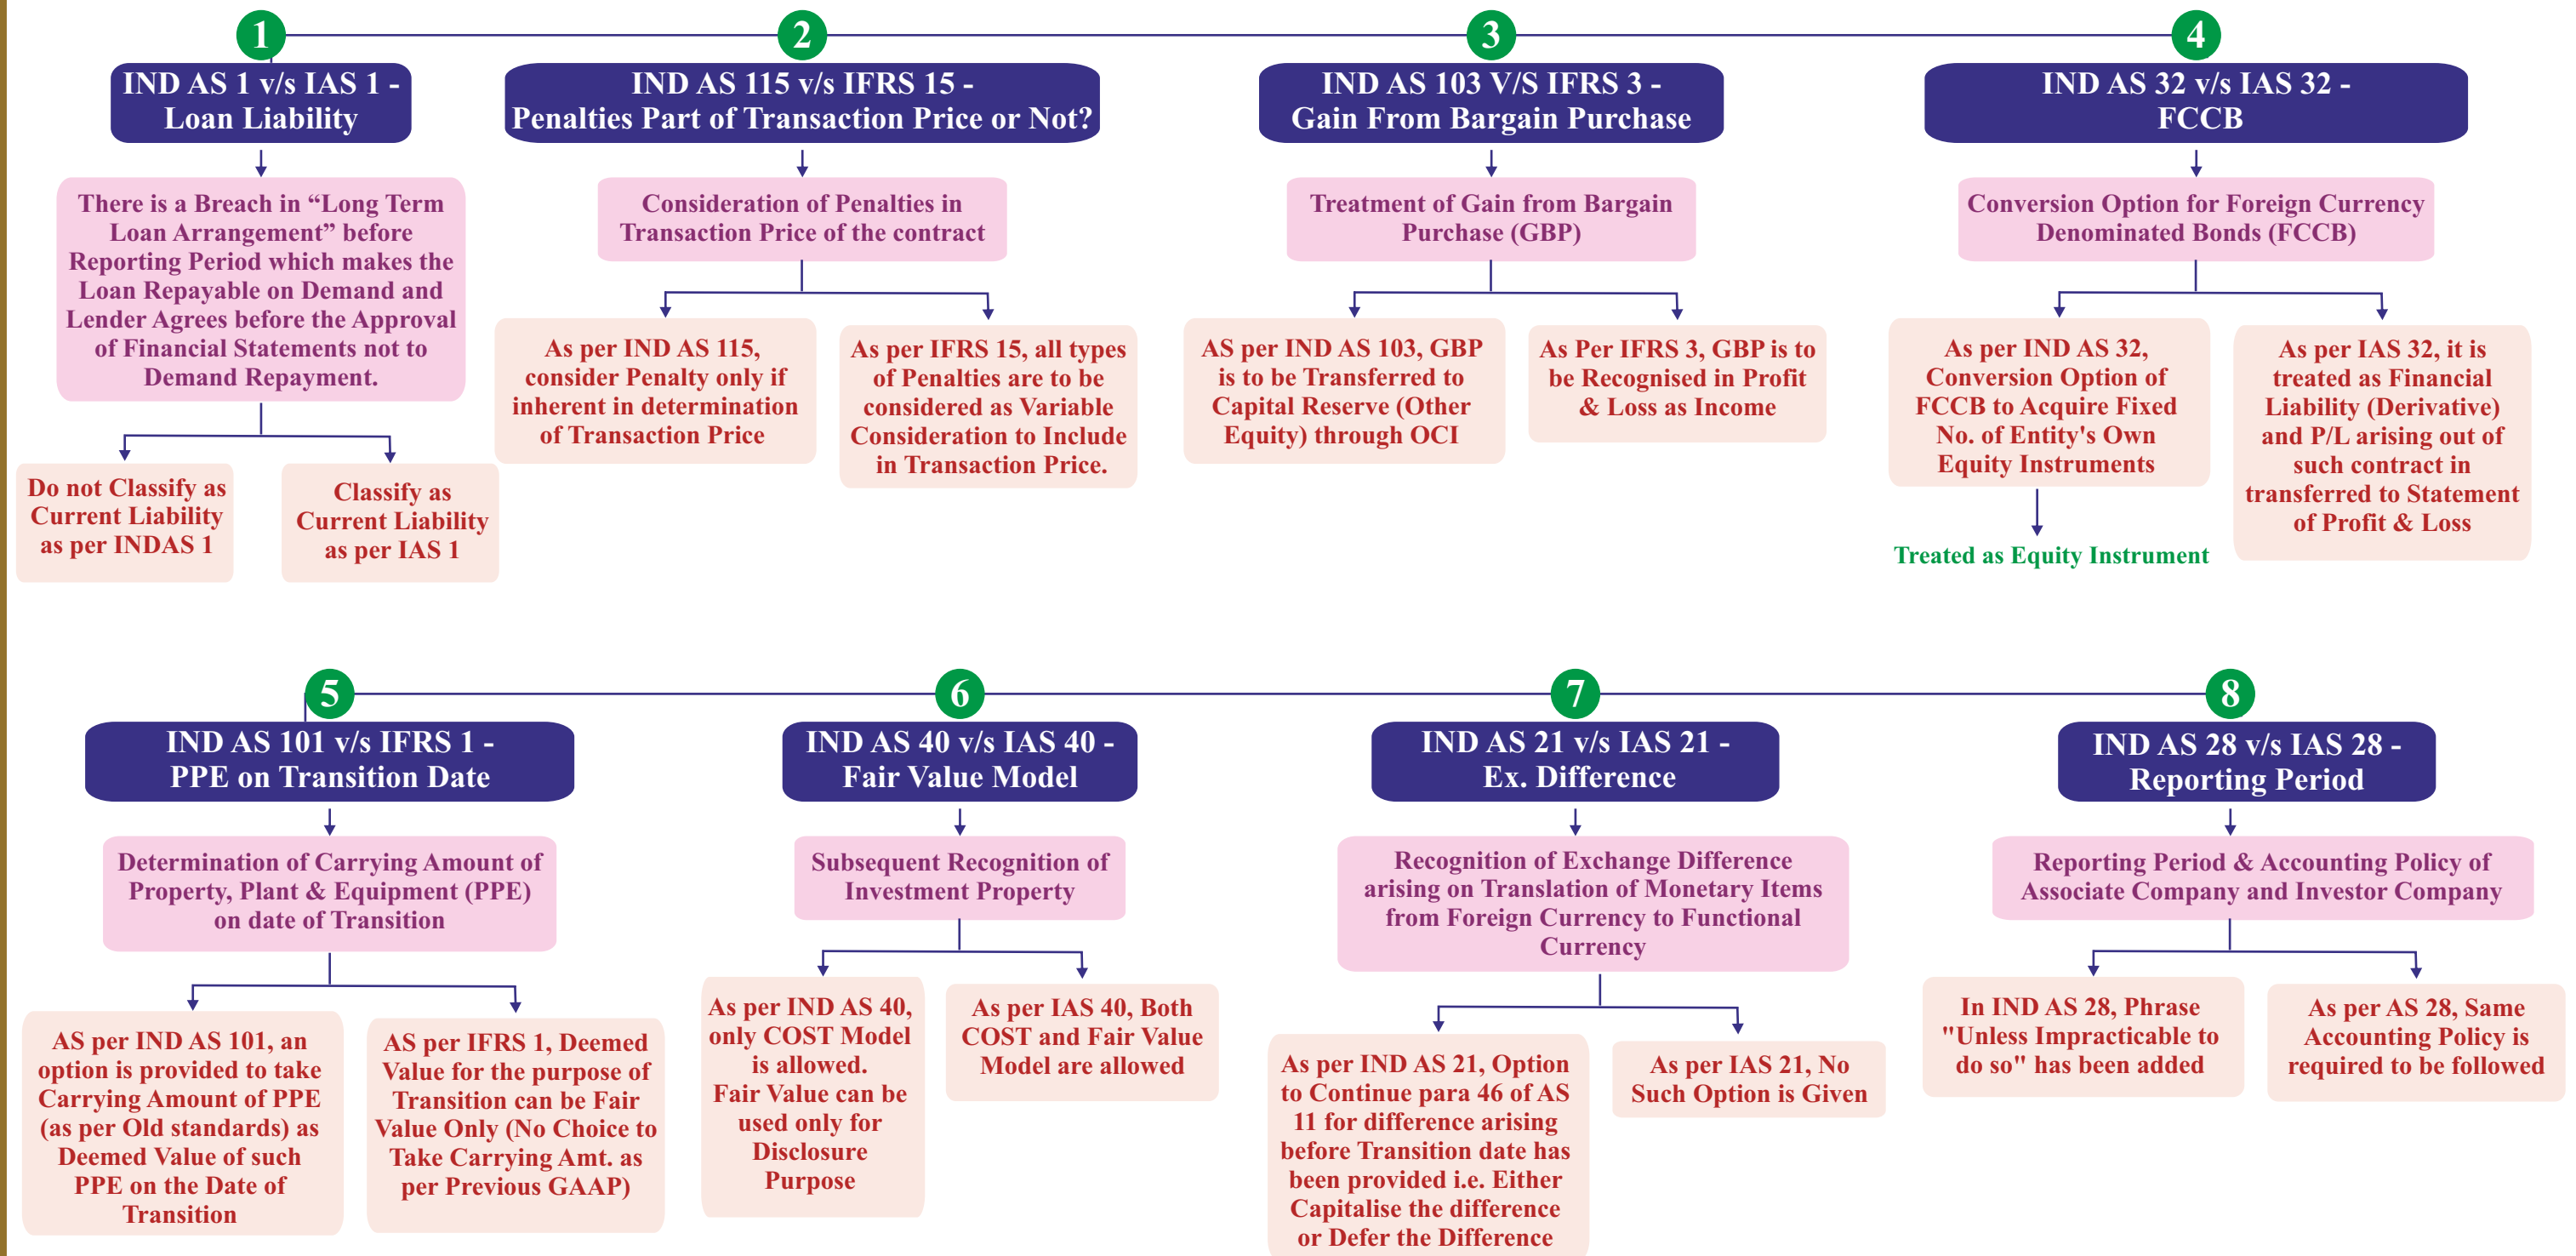 1
IND AS 1 v/s IAS 1 -
Loan Liability
There is a Breach in “Long Term
Loan Arrangement” before
Reporting Period which makes the
Loan Repayable on Demand and
Lender Agrees before the Approval
of Financial Statements not to
Demand Repayment.
Do not Classify as
Current Liability
as per INDAS 1
Classify as
Current Liability
as per IAS 1
2
IND AS 115 v/s IFRS 15 -
Penalties Part of Transaction Price or Not?
Consideration of Penalties in
Transaction Price of the contract
As per IND AS 115,
consider Penalty only if
inherent in determination
of Transaction Price
As per IFRS 15, all types
of Penalties are to be
considered as Variable
Consideration to Include
in Transaction Price.
3
IND AS 103 V/S IFRS 3 -
Gain From Bargain Purchase
Treatment of Gain from Bargain
Purchase (GBP)
AS per IND AS 103, GBP
is to be Transferred to
Capital Reserve (Other
Equity) through OCI
As Per IFRS 3, GBP is to
be Recognised in Profit
& Loss as Income
4
IND AS 32 v/s IAS 32 -
FCCB
Conversion Option for Foreign Currency
Denominated Bonds (FCCB)
As per IND AS 32,
Conversion Option of
FCCB to Acquire Fixed
No. of Entity's Own
Equity Instruments
Treated as Equity Instrument
As per IAS 32, it is
treated as Financial
Liability (Derivative)
and P/L arising out of
such contract in
transferred to Statement
of Profit & Loss
5
IND AS 101 v/s IFRS 1 -
PPE on Transition Date
Determination of Carrying Amount of
Property, Plant & Equipment (PPE)
on date of Transition
AS per IND AS 101, an
option is provided to take
Carrying Amount of PPE
(as per Old standards) as
Deemed Value of such
PPE on the Date of
Transition
AS per IFRS 1, Deemed
Value for the purpose of
Transition can be Fair
Value Only (No Choice to
Take Carrying Amt. as
per Previous GAAP)
6
IND AS 40 v/s IAS 40 -
Fair Value Model
Subsequent Recognition of
Investment Property
As per IND AS 40,
only COST Model
is allowed.
Fair Value can be
used only for
Disclosure
Purpose
As per IAS 40, Both
COST and Fair Value
Model are allowed
7
IND AS 21 v/s IAS 21 -
Ex. Difference
Recognition of Exchange Difference
arising on Translation of Monetary Items
from Foreign Currency to Functional
Currency
As per IND AS 21, Option
to Continue para 46 of AS
11 for difference arising
before Transition date has
been provided i.e. Either
Capitalise the difference
or Defer the Difference
As per IAS 21, No
Such Option is Given
8
IND AS 28 v/s IAS 28 -
Reporting Period
Reporting Period & Accounting Policy of
Associate Company and Investor Company
In IND AS 28, Phrase
"Unless Impracticable to
do so" has been added
As per AS 28, Same
Accounting Policy is
required to be followed